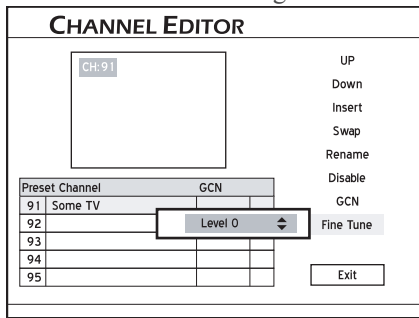 CHANNEL EDITOR
CH:91
UP
Down
Insert
Swap
Rename
Disable
GCN
Fine Tune
Exit
Preset Channel GCN
91 Some TV
92 Level 0
93
94
95